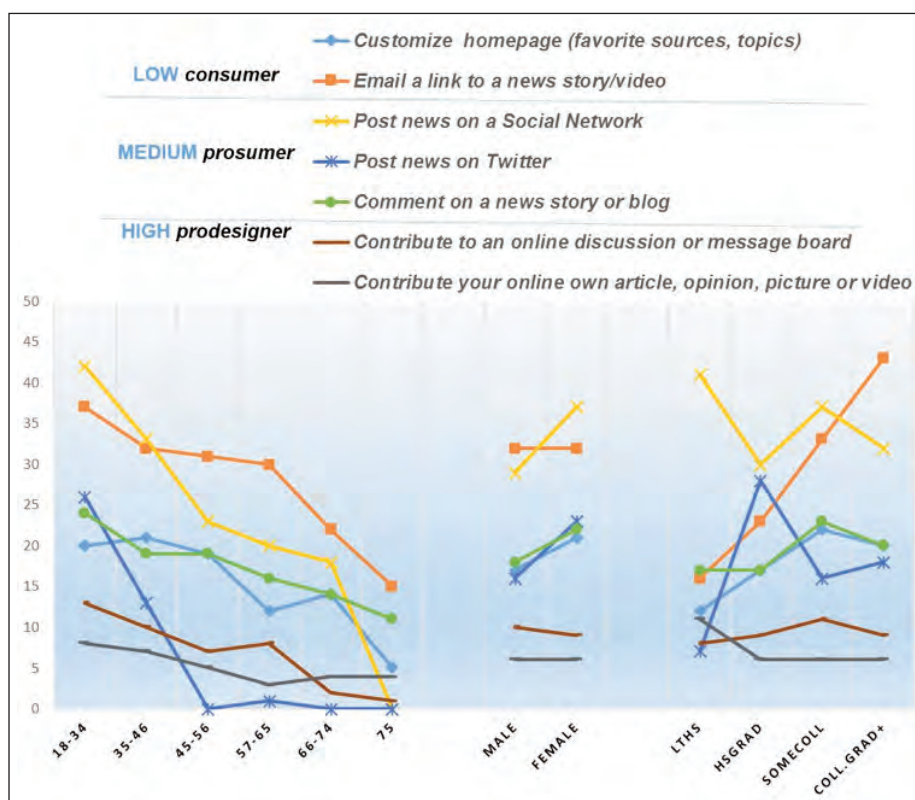 Customize homepage (favorite sources, topics)
LOW consumer
Email a link to a news story/video
Post news on a Social Network
MEDIUM prosumer
Post news on Twitter
Comment on a news story or blog
HIGH prodesigner
Contribute to an online discussion or message board
Contribute your online own article, opinion, picture or video
50
45
40
35
30
25
20
15
10
5
0
18-34
35-46
45-56
57-65
66-74
75
MALE
FEMALE
LTHS
HSGRAD
SOMECOLL
COLL.GRAD+